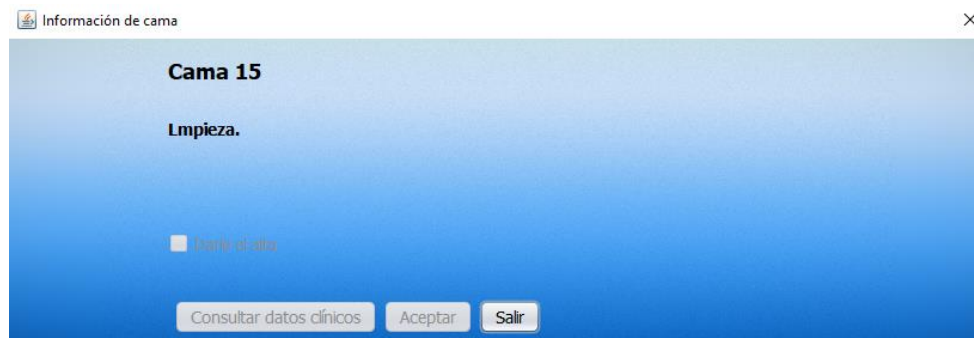 Información de cama
Cama 15
Lmpieza.
Darle el alta
Consultar datos clínicos Aceptar Salir